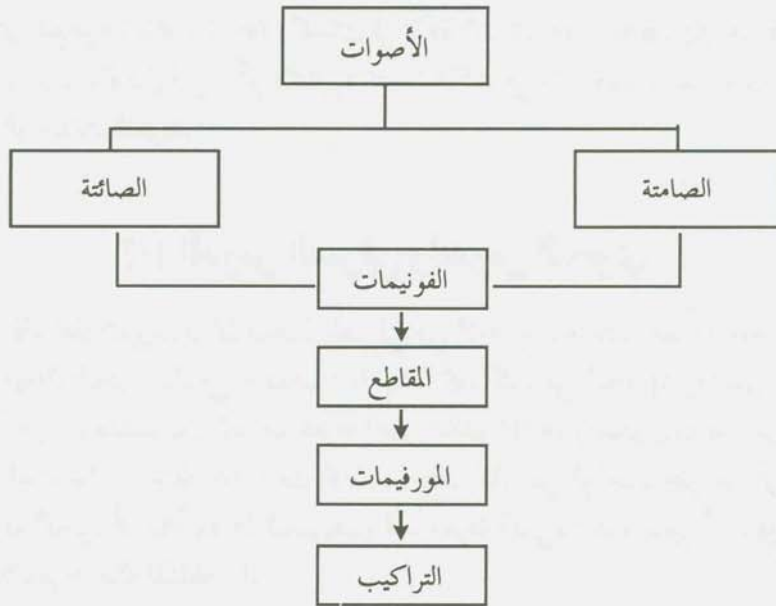 الأصوات
الصامتة
الصائتة
الفونيمات
المقاطع
المورفيمات
التراكيب